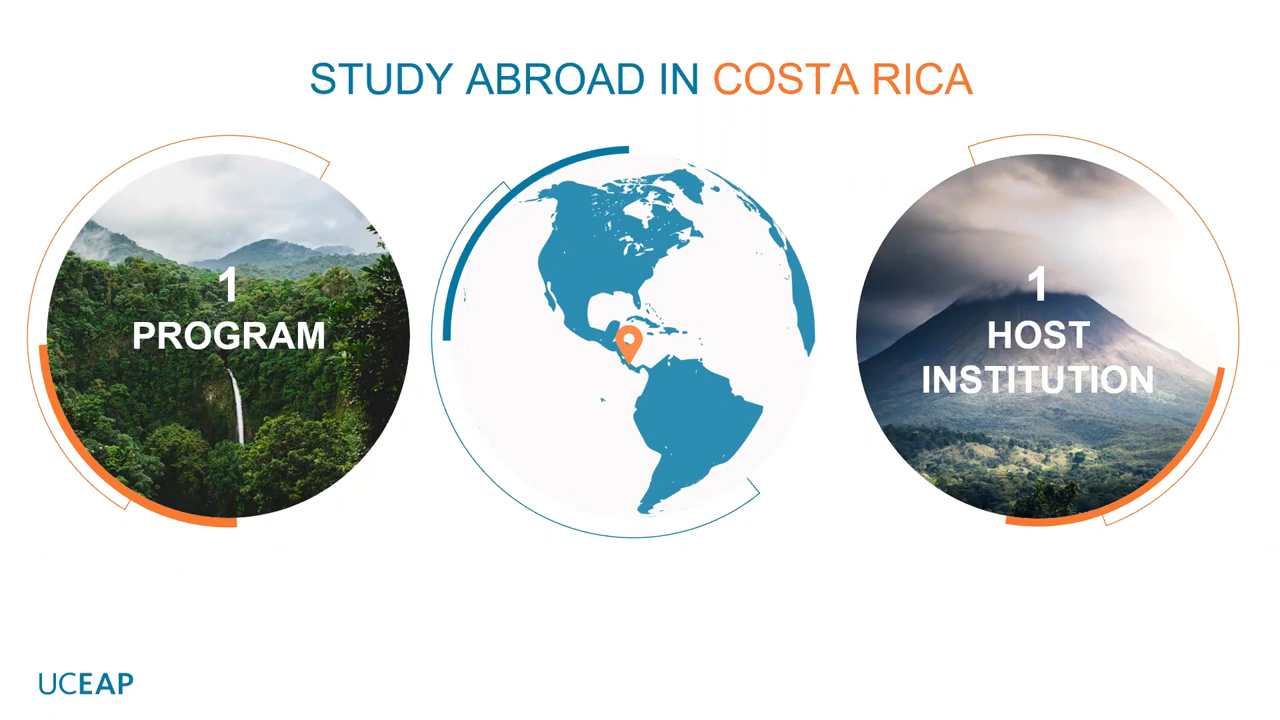 STUDY ABROAD IN COSTA RICA
1
PROGRAM
1
HOST
INSTITUTION
UCEAP